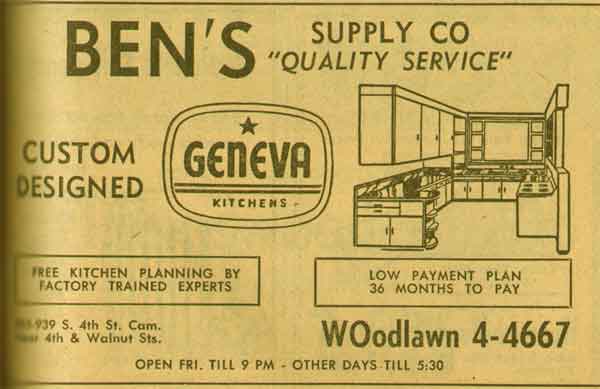 BEN'S SUPPLY CO
"QUALITY SERVICE"
CUSTOM
DESIGNED
GENEVA
KITCHENS
FREE KITCHEN PLANNING BY
FACTORY TRAINED EXPERTS
LOW PAYMENT PLAN
36 MONTHS TO PAY
939 S. 4th St. Cam.
4th & Walnut Sts.
WOodlawn 4-4667
OPEN FRI. TILL 9 PM - OTHER DAYS TILL 5:30